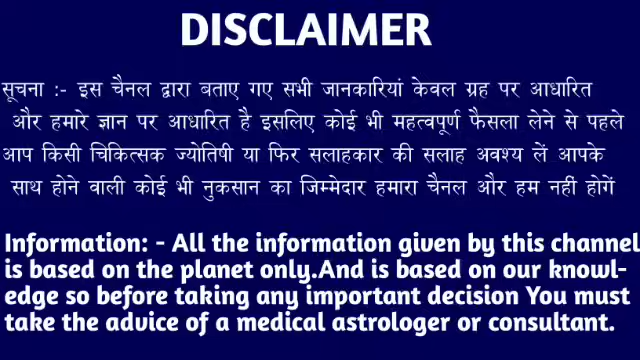 DISCLAIMER
सूचना :- इस चैनल द्वारा बताए गए सभी जानकारियां केवल ग्रह पर आधारित
और हमारे ज्ञान पर आधारित है इसलिए कोई भी महत्वपूर्ण फैसला लेने से पहले
आप किसी चिकित्सक ज्योतिषी या फिर सलाहकार की सलाह अवश्य लें आपके
साथ होने वाली कोई भी नुकसान का जिम्मेदार हमारा चैनल और हम नहीं होगें
Information: - All the information given by this channel
is based on the planet only.And is based on our knowl-
edge so before taking any important decision You must
take the advice of a medical astrologer or consultant.